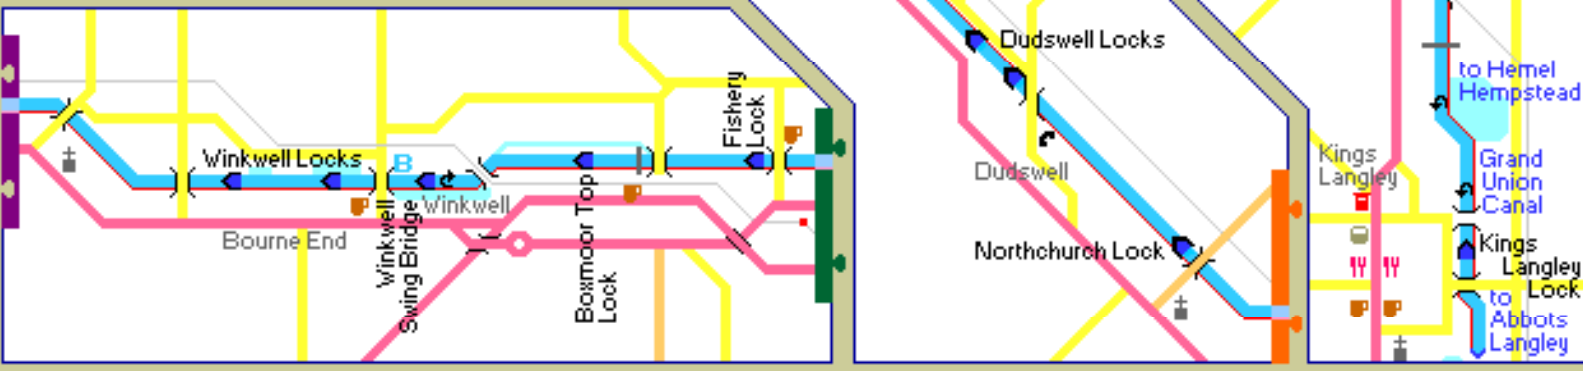 Winkwell Locks
B
Winkwell
Bourne End
Winkwell
Swing Bridge
Boxmoor Top
Lock
Fishery
Lock
Dudswell Locks
Dudswell
Northchurch Lock
to Hemel
Hempstead
Kings
Langley
Grand
Union
Canal
Kings
Langley
Lock
to
Abbots
Langley